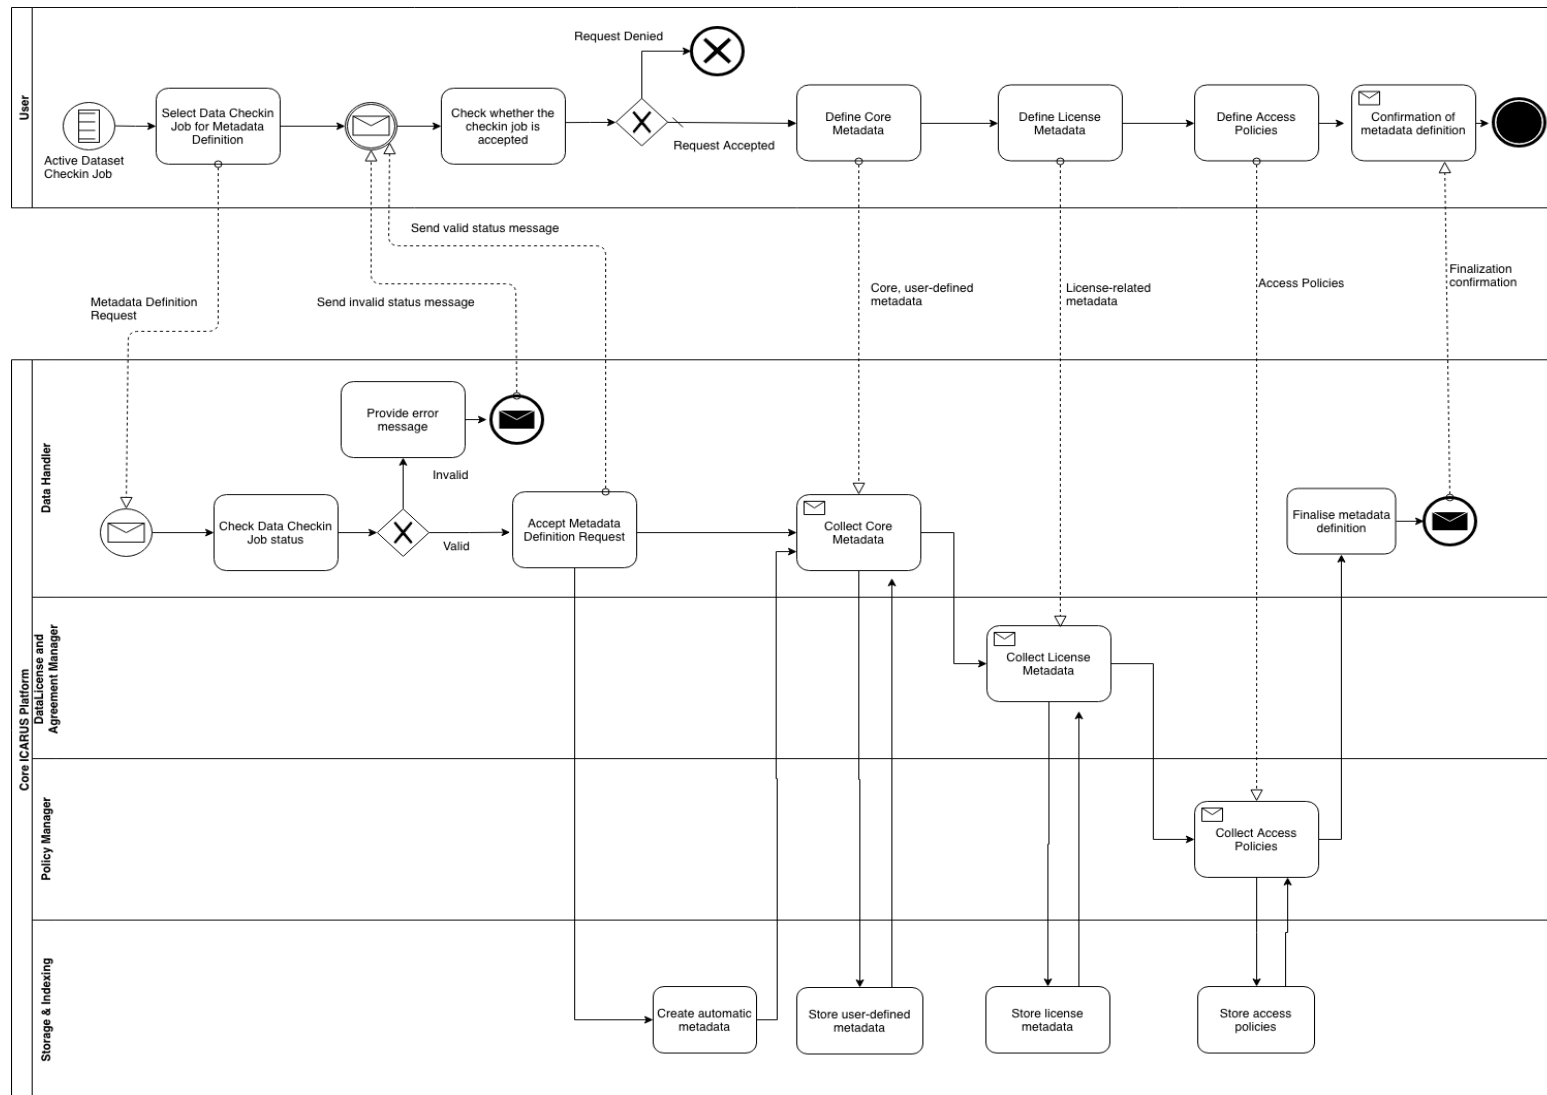 User
Request Denied
Select Data Checkin
Job for Metadata
Definition
Check whether the
checkin job is
accepted
Define Core
Metadata
Define License
Metadata
Define Access
Policies
Confirmation of
metadata definition
Active Dataset
Checkin Job
Request Accepted
Send valid status message
Metadata Definition
Request
Send invalid status message
Core, user-defined
metadata
License-related
metadata
Access Policies
Finalization
confirmation
Core ICARUS Platform
Data Handler
Provide error
message
Invalid
Check Data Checkin
Job status
Valid
Accept Metadata
Definition Request
Collect Core
Metadata
Finalise metadata
definition
DataLicense and
Agreement Manager
Collect License
Metadata
Policy Manager
Collect Access
Policies
Storage & Indexing
Create automatic
metadata
Store user-defined
metadata
Store license
metadata
Store access
policies